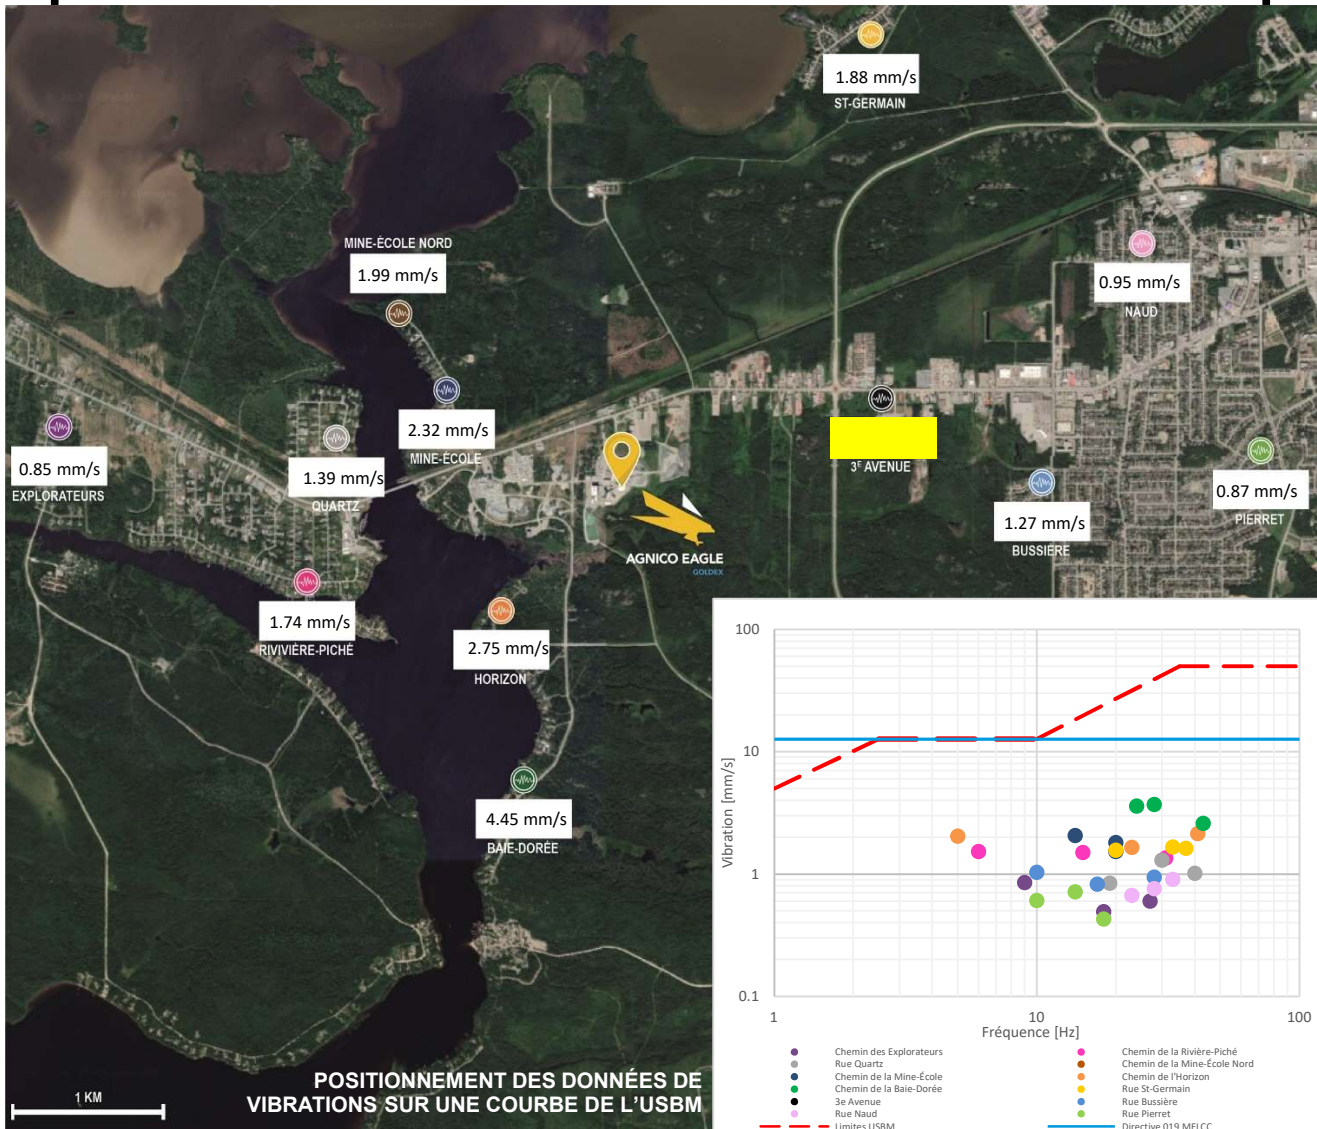 1.88 mm/s
ST-GERMAIN
MINE-ÉCOLE NORD
1.99 mm/s
0.95 mm/s
NAUD
2.32 mm/s
MINE-ÉCOLE
0.85 mm/s
EXPLORATEURS
1.39 mm/s
QUARTZ
3E AVENUE
0.87 mm/s
PIERRET
1.27 mm/s
BUSSIÈRE
AGNICO EAGLE
GOLDEX
1.74 mm/s
RIVIVIÈRE-PICHÉ
2.75 mm/s
HORIZON
4.45 mm/s
BAIE-DORÉE
POSITIONNEMENT DES DONNÉES DE
VIBRATIONS SUR UNE COURBE DE L'USBM
1 KM
100
10
1
0.1
Vibration [mm/s]
1 10 100
Fréquence [Hz]
Chemin des Explorateurs
Chemin de la Rivière-Piché
Rue Quartz
Chemin de la Mine-École Nord
Chemin de la Mine-École
Chemin de l'Horizon
Chemin de la Baie-Dorée
Rue St-Germain
3e Avenue
Rue Bussière
Rue Naud
Rue Pierret
Limites USBM
Directive 019 MELCC